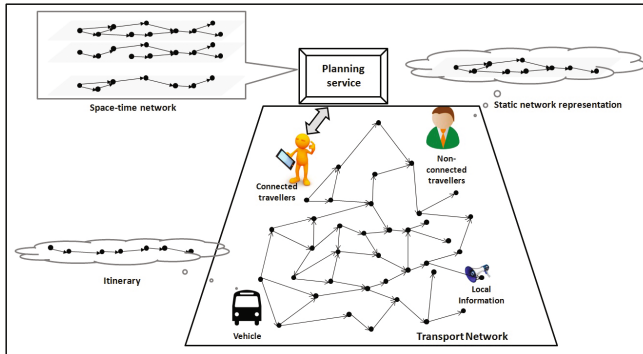 Planning
service
Space-time network
Static network representation
Connected
travellers
Non-
connected
travellers
Itinerary
Vehicle
Local
Information
Transport Network